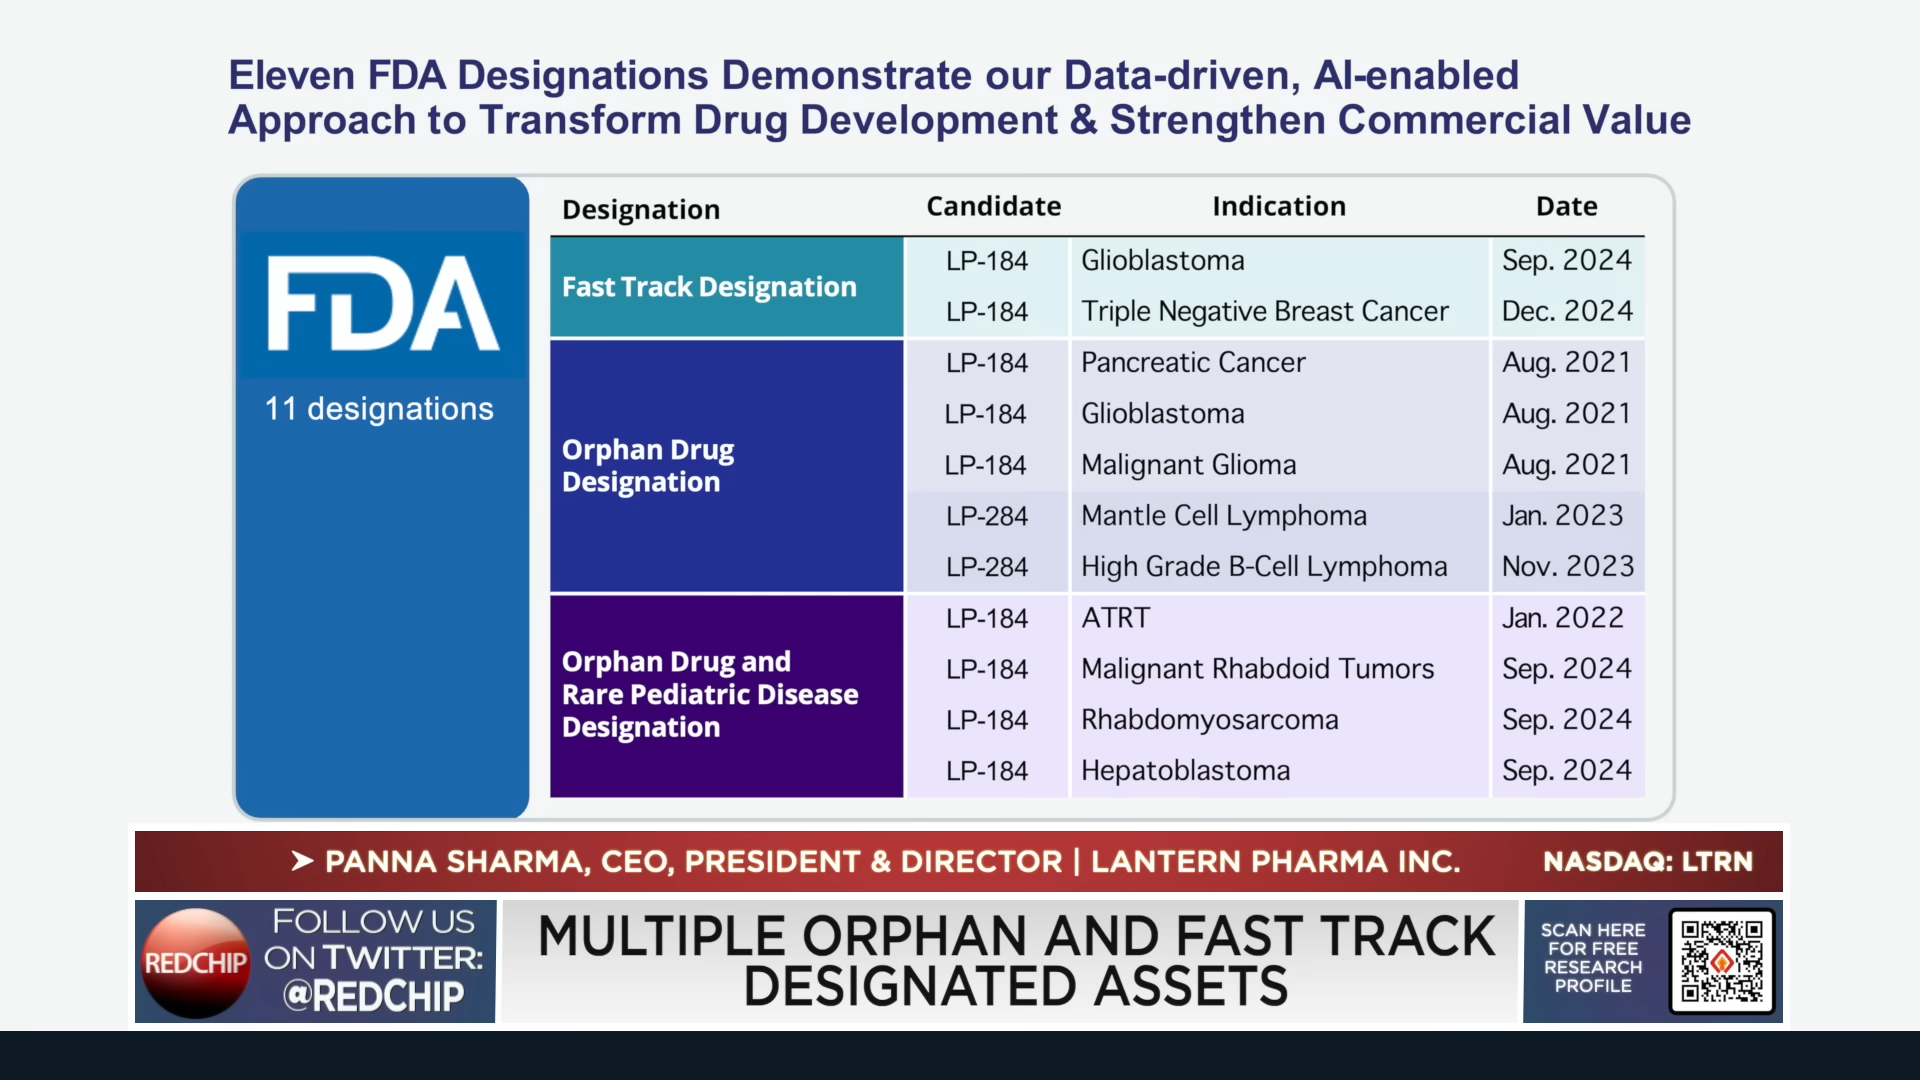 Eleven FDA Designations Demonstrate our Data-driven, AI-enabled
Approach to Transform Drug Development & Strengthen Commercial Value
FDA
11 designations
Designation Candidate Indication Date
Fast Track Designation
LP-184 Glioblastoma Sep. 2024
LP-184 Triple Negative Breast Cancer Dec. 2024
Orphan Drug
Designation
LP-184 Pancreatic Cancer Aug. 2021
LP-184 Glioblastoma Aug. 2021
LP-184 Malignant Glioma Aug. 2021
LP-284 Mantle Cell Lymphoma Jan. 2023
LP-284 High Grade B-Cell Lymphoma Nov. 2023
Orphan Drug and
Rare Pediatric Disease
Designation
LP-184 ATRT Jan. 2022
LP-184 Malignant Rhabdoid Tumors Sep. 2024
LP-184 Rhabdomyosarcoma Sep. 2024
LP-184 Hepatoblastoma Sep. 2024
➤ PANNA SHARMA, CEO, PRESIDENT & DIRECTOR | LANTERN PHARMA INC. NASDAQ: LTRN
REDCHIP
FOLLOW US
ON TWITTER:
@REDCHIP
MULTIPLE ORPHAN AND FAST TRACK
DESIGNATED ASSETS
SCAN HERE
FOR FREE
RESEARCH
PROFILE